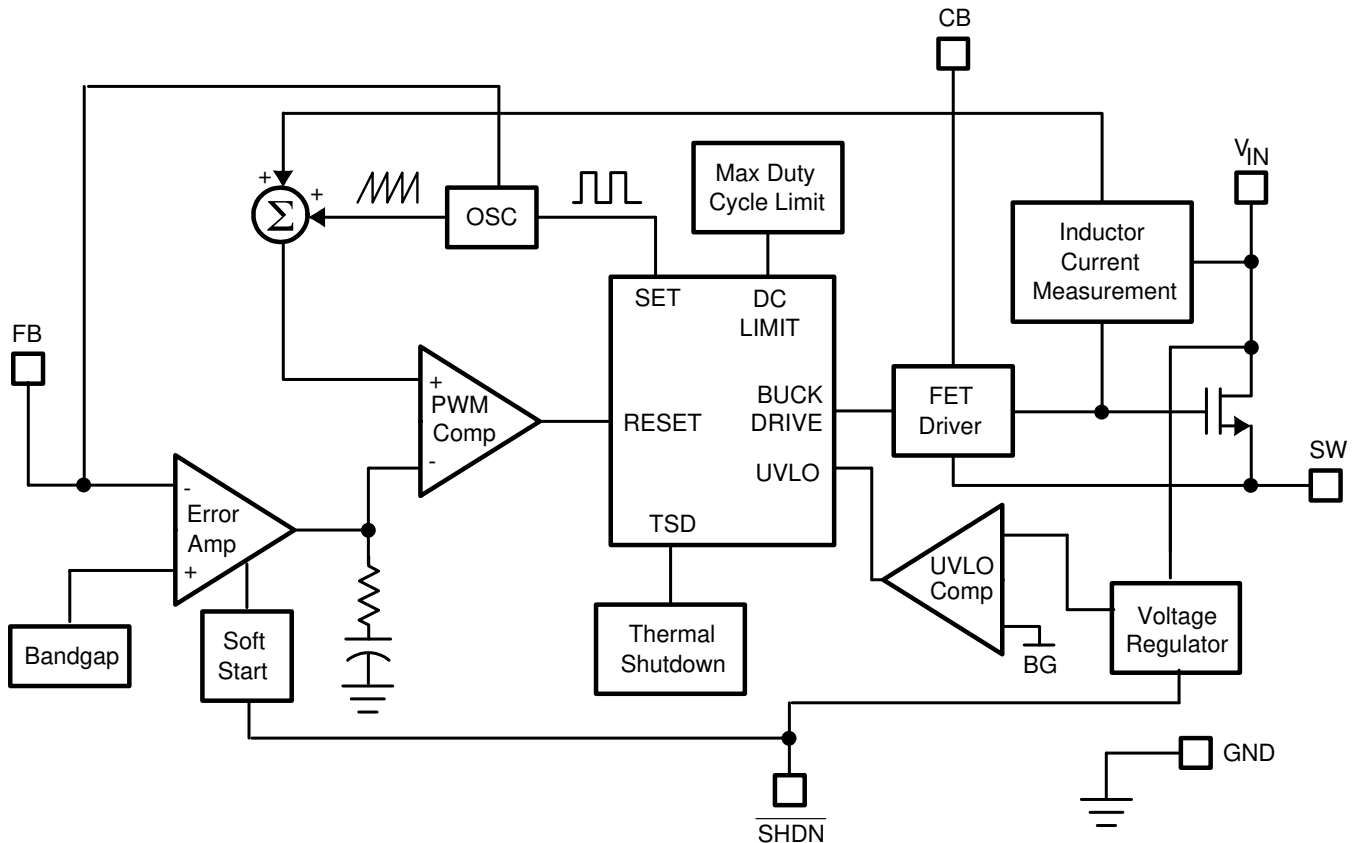 CB
VIN
Max Duty
Cycle Limit
+
+
Σ
OSC
Inductor
Current
Measurement
SET
DC
LIMIT
FB
+
PWM
Comp
-
RESET
BUCK
DRIVE
FET
Driver
UVLO
SW
-
Error
Amp
+
TSD
UVLO
Comp
BG
Voltage
Regulator
Bandgap
Soft
Start
Thermal
Shutdown
GND
SHDN